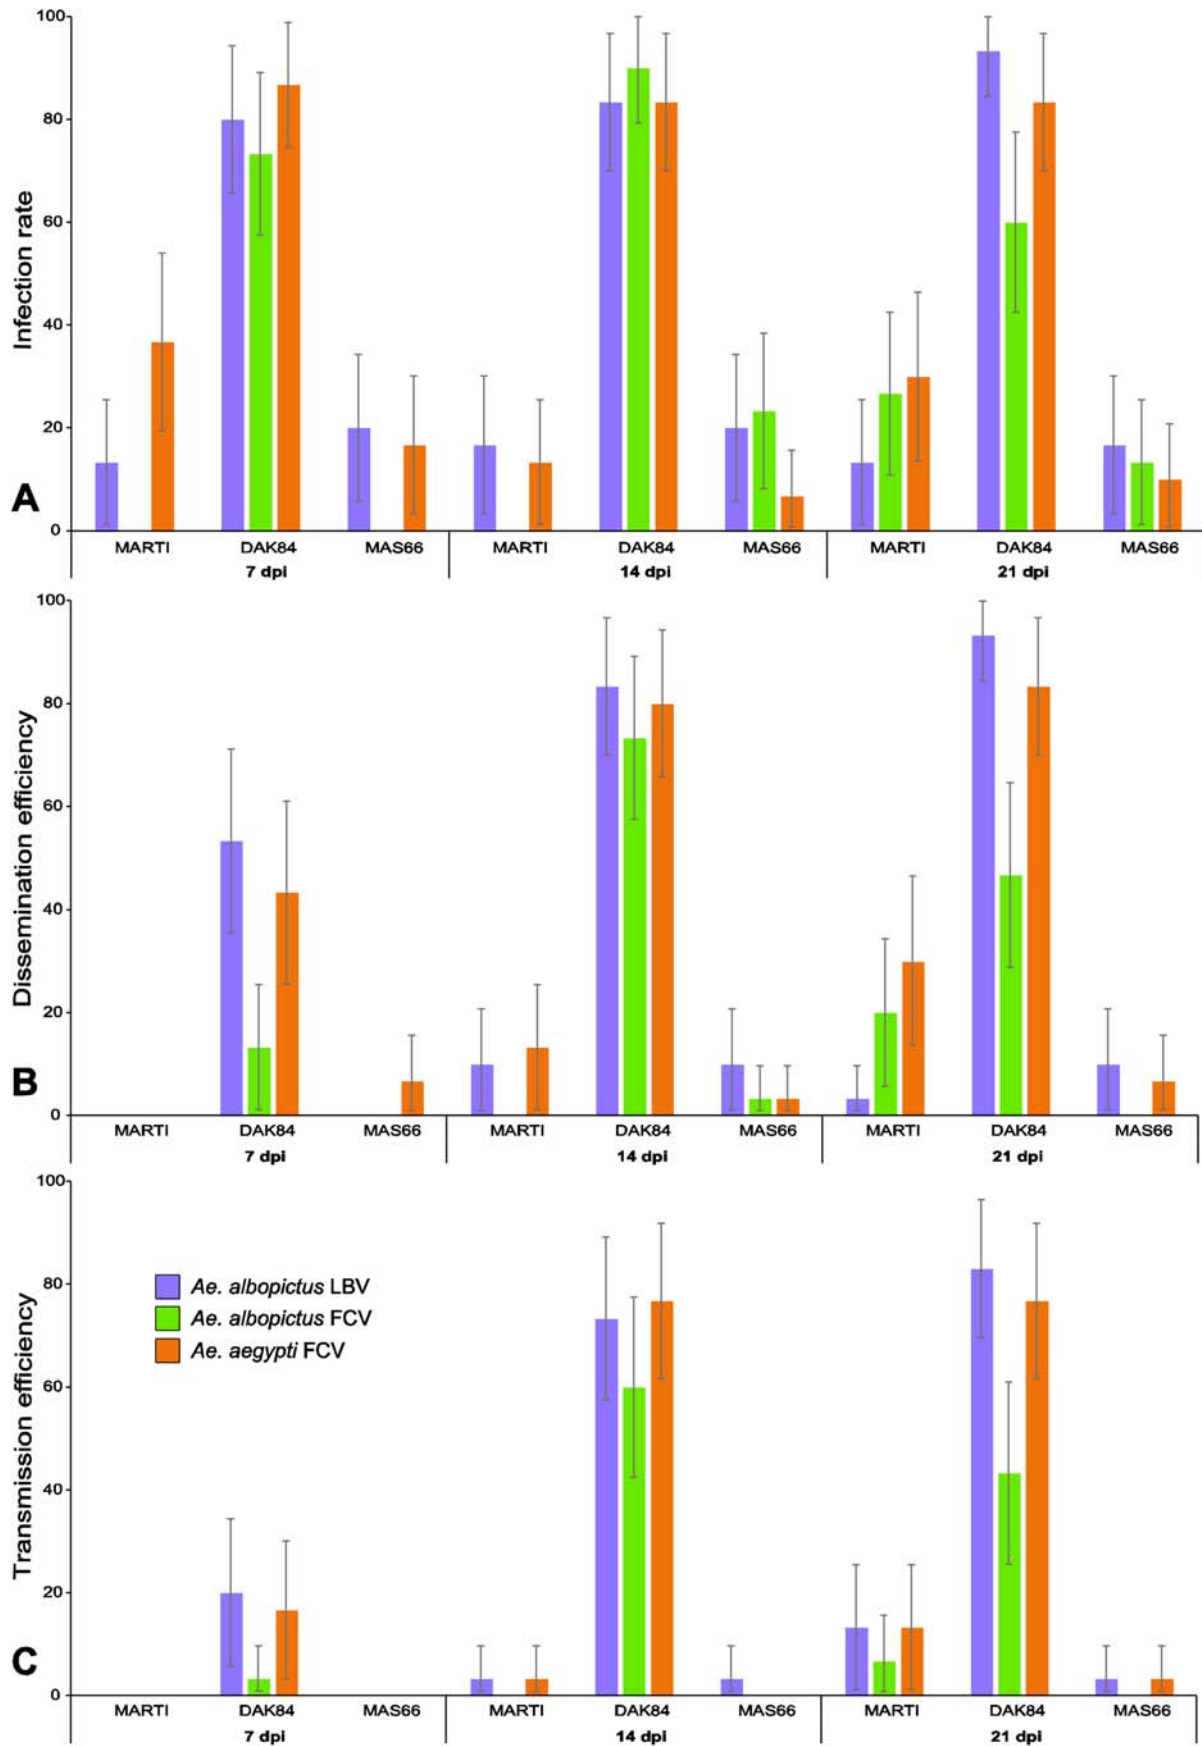 100
80
60
40
20
0
Infection rate
A
MARTI DAK84 MAS66 MARTI DAK84 MAS66 MARTI DAK84 MAS66
7 dpi 14 dpi 21 dpi
100
80
60
40
20
0
Dissemination efficiency
B
MARTI DAK84 MAS66 MARTI DAK84 MAS66 MARTI DAK84 MAS66
7 dpi 14 dpi 21 dpi
100
80
60
40
20
0
Transmission efficiency
Ae. albopictus LBV
Ae. albopictus FCV
Ae. aegypti FCV
C
MARTI DAK84 MAS66 MARTI DAK84 MAS66 MARTI DAK84 MAS66
7 dpi 14 dpi 21 dpi